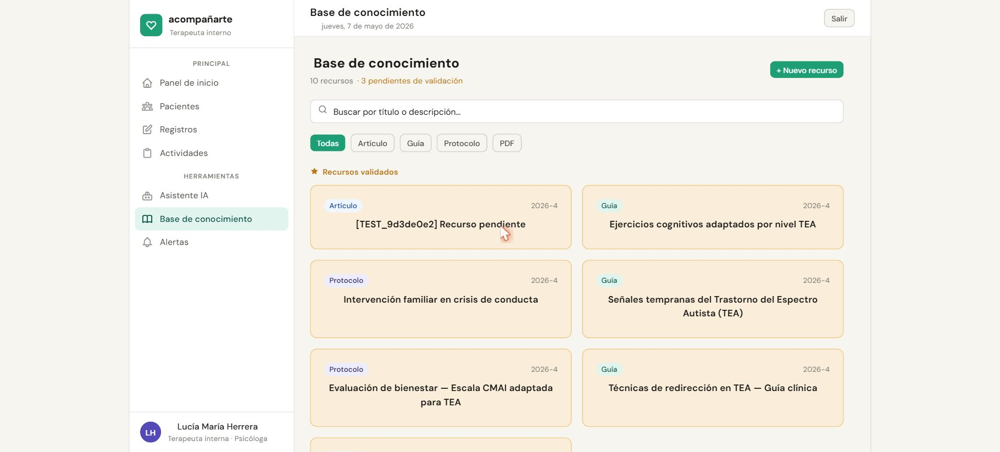 acompañarte
Terapeuta interno
PRINCIPAL
Panel de inicio
Pacientes
Registros
Actividades
HERRAMIENTAS
Asistente IA
Base de conocimiento
Alertas
LH
Lucía María Herrera
Terapeuta interna · Psicóloga
Base de conocimiento
jueves, 7 de mayo de 2026
Salir
Base de conocimiento
10 recursos · 3 pendientes de validación
+ Nuevo recurso
Buscar por título o descripción...
Todas
Artículo
Guía
Protocolo
PDF
Recursos validados
Artículo
2026-4
[TEST_9d3de0e2] Recurso pendiente
Guía
2026-4
Ejercicios cognitivos adaptados por nivel TEA
Protocolo
2026-4
Intervención familiar en crisis de conducta
Guía
2026-4
Señales tempranas del Trastorno del Espectro
Autista (TEA)
Protocolo
2026-4
Evaluación de bienestar — Escala CMAI adaptada
para TEA
Guía
2026-4
Técnicas de redirección en TEA — Guía clínica